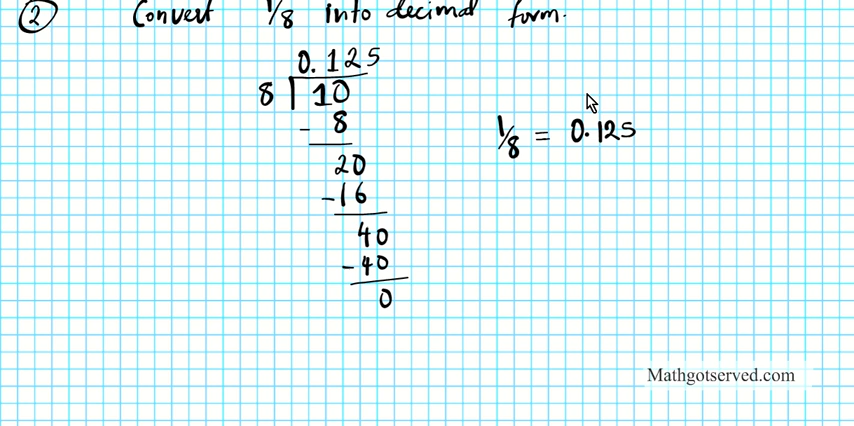 ② Convert 1/8 into decimal form.
0.125
8 10
- 8
20
-16
1/8 = 0.125
40
-40
0
Mathgotserved.com